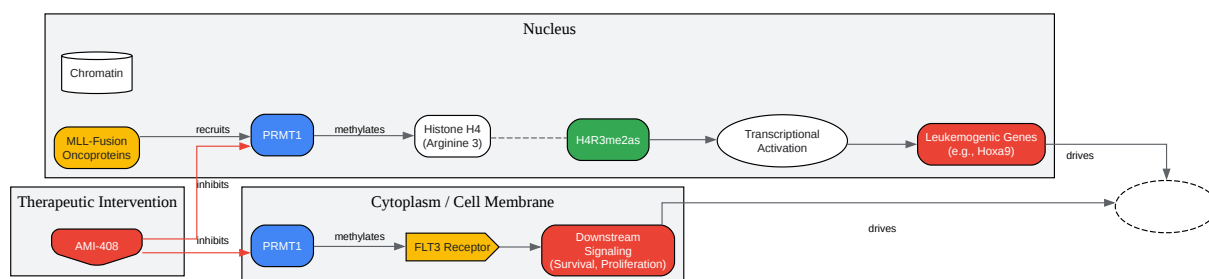 Nucleus
Chromatin
MLL-Fusion
Oncoproteins
recruits
PRMT1
methylates
Histone H4
(Arginine 3)
H4R3me2as
Transcriptional
Activation
Leukemogenic Genes
(e.g., Hoxa9)
drives
Therapeutic Intervention
AMI-408
inhibits
inhibits
Cytoplasm / Cell Membrane
PRMT1
methylates
FLT3 Receptor
Downstream
Signaling
(Survival, Proliferation)
drives